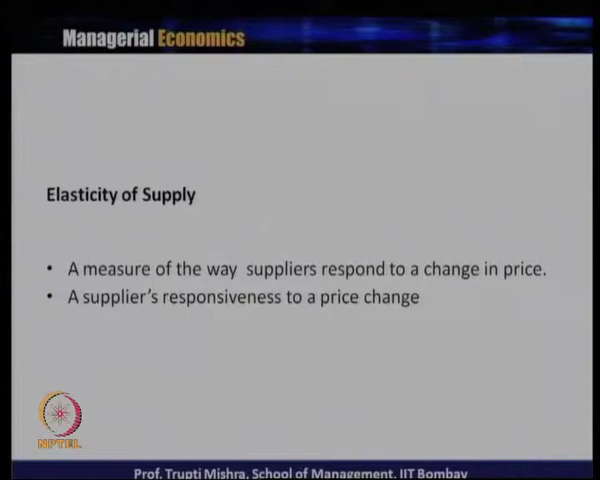 Managerial Economics
Elasticity of Supply
• A measure of the way suppliers respond to a change in price.
• A supplier's responsiveness to a price change
NPTEL
Prof. Trupti Mishra, School of Management, IIT Bombay